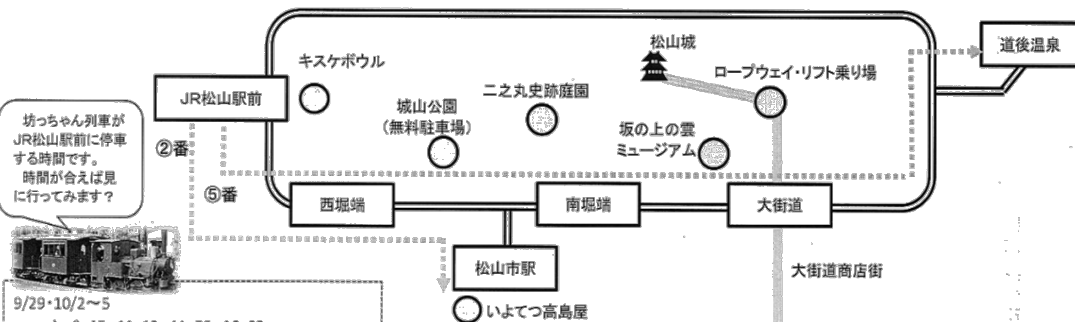 松山城
道後温泉
キスケボウル
ロープウェイ・リフト乗り場
JR松山駅前
城山公園
(無料駐車場)
二之丸史跡庭園
坂の上の雲
ミュージアム
坊っちゃん列車が
JR松山駅前に停車
する時間です。
時間が合えば見
に行ってみます？
②番
⑤番
西堀端
南堀端
大街道
松山市駅
大街道商店街
いよてつ高島屋
9/29・10/2～5